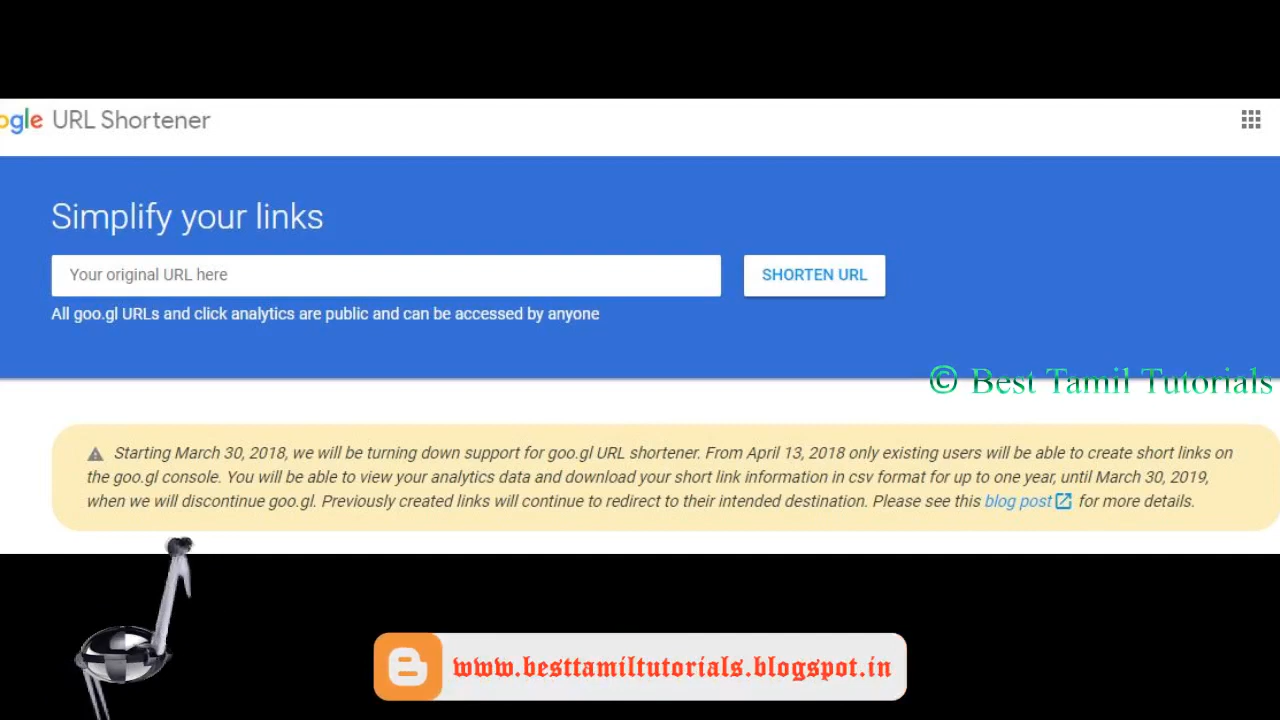 ogle URL Shortener
Simplify your links
Your original URL here
SHORTEN URL
All goo.gl URLs and click analytics are public and can be accessed by anyone
© Best Tamil Tutorials
Starting March 30, 2018, we will be turning down support for goo.gl URL shortener. From April 13, 2018 only existing users will be able to create short links on
the goo.gl console. You will be able to view your analytics data and download your short link information in csv format for up to one year, until March 30, 2019,
when we will discontinue goo.gl. Previously created links will continue to redirect to their intended destination. Please see this blog post for more details.
www.besttamiltutorials.blogspot.in